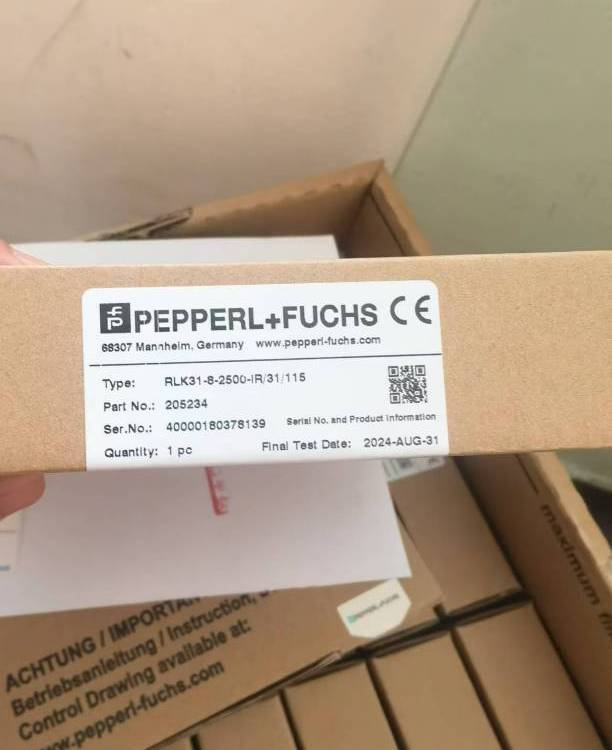 PEPPERL+FUCHS CE
68307 Mannheim, Germany www.pepperl-fuchs.com
Type: RLK31-8-2500-IR/31/115
Part No.: 205234
Ser.No.: 40000180378139
Serial No. and Product Information
Quantity: 1 pc Final Test Date: 2024-AUG-31
maximum
PEPPERL+FUCHS
ACHTUNG / IMPORTAN
Betriebsanleitung / Instruction,
Control Drawing available at:
www.pepperl-fuchs.com